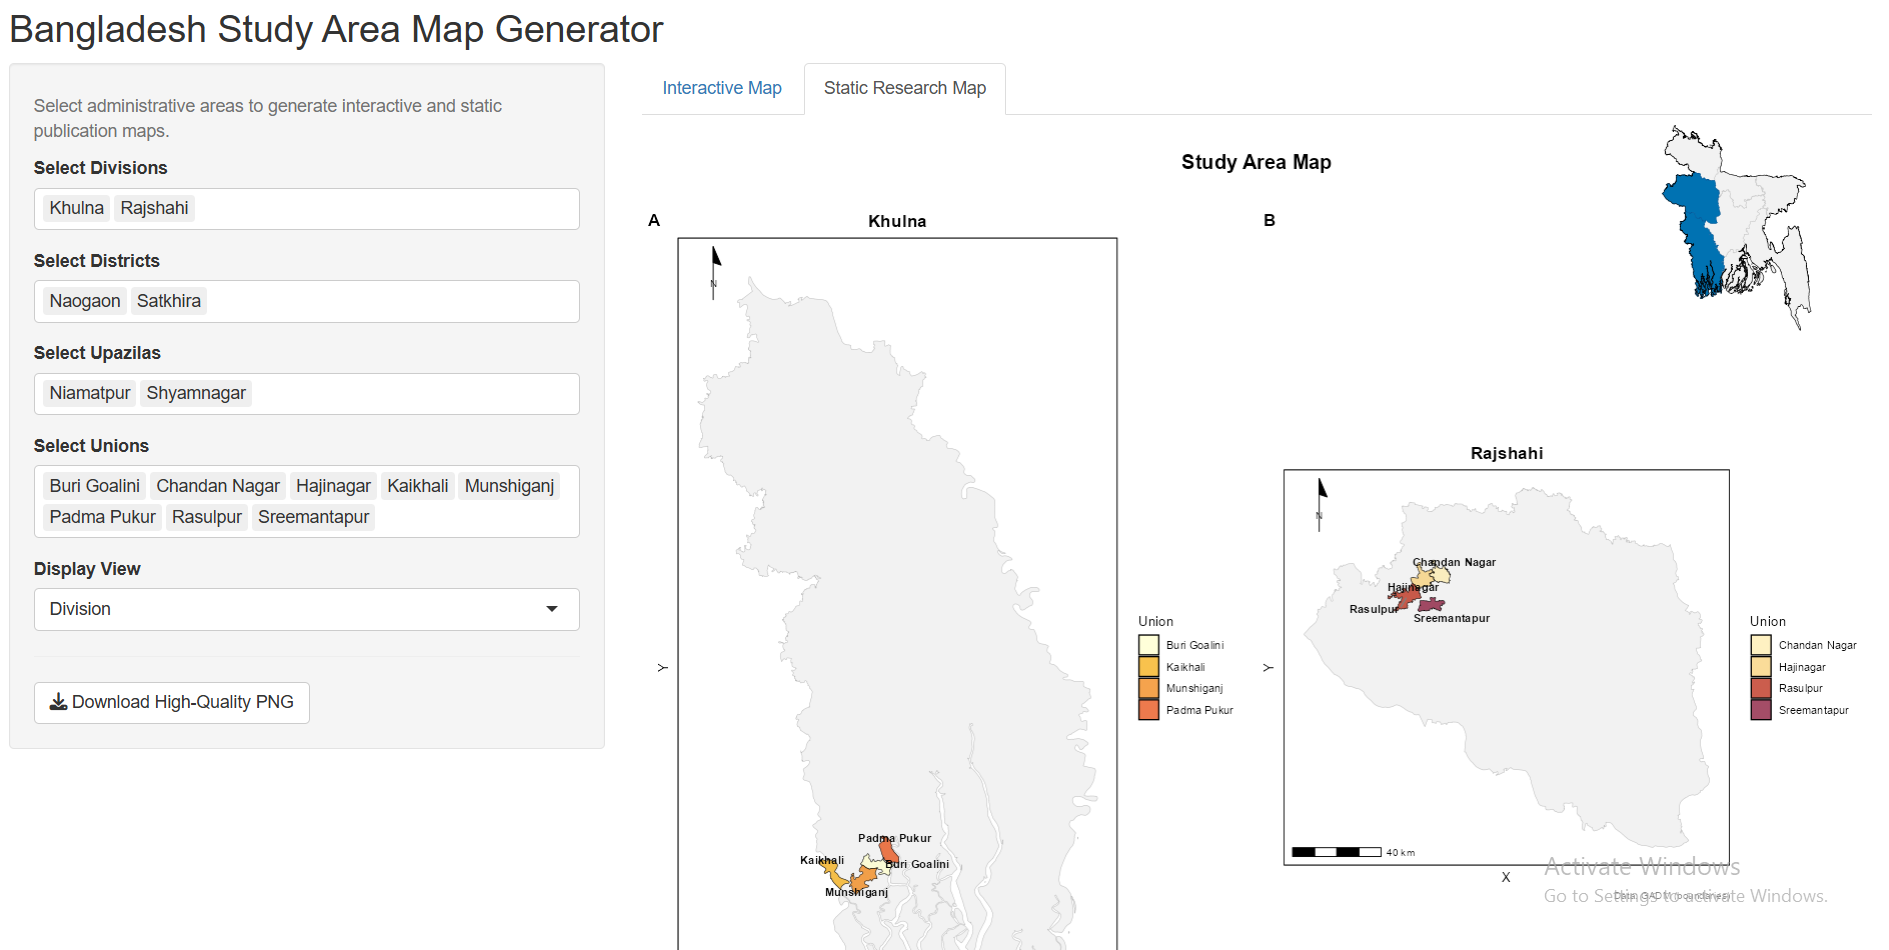 Bangladesh Study Area Map Generator
Select administrative areas to generate interactive and static
publication maps.
Select Divisions
Khulna Rajshahi
Select Districts
Naogaon Satkhira
Select Upazilas
Niamatpur Shyamnagar
Select Unions
Buri Goalini Chandan Nagar Hajinagar Kaikhali Munshiganj
Padma Pukur Rasulpur Sreemantapur
Display View
Division
Download High-Quality PNG
Interactive Map Static Research Map
Study Area Map
A
Khulna
N
Y
Padma Pukur
Kaikhali
Buri Goalini
Munshiganj
Union
Buri Goalini
Kaikhali
Munshiganj
Padma Pukur
B
Rajshahi
N
Y
Chandan Nagar
Hajinagar
Rasulpur
Sreemantapur
40 km
X
Union
Chandan Nagar
Hajinagar
Rasulpur
Sreemantapur
Activate Windows
Go to Settings to activate Windows.